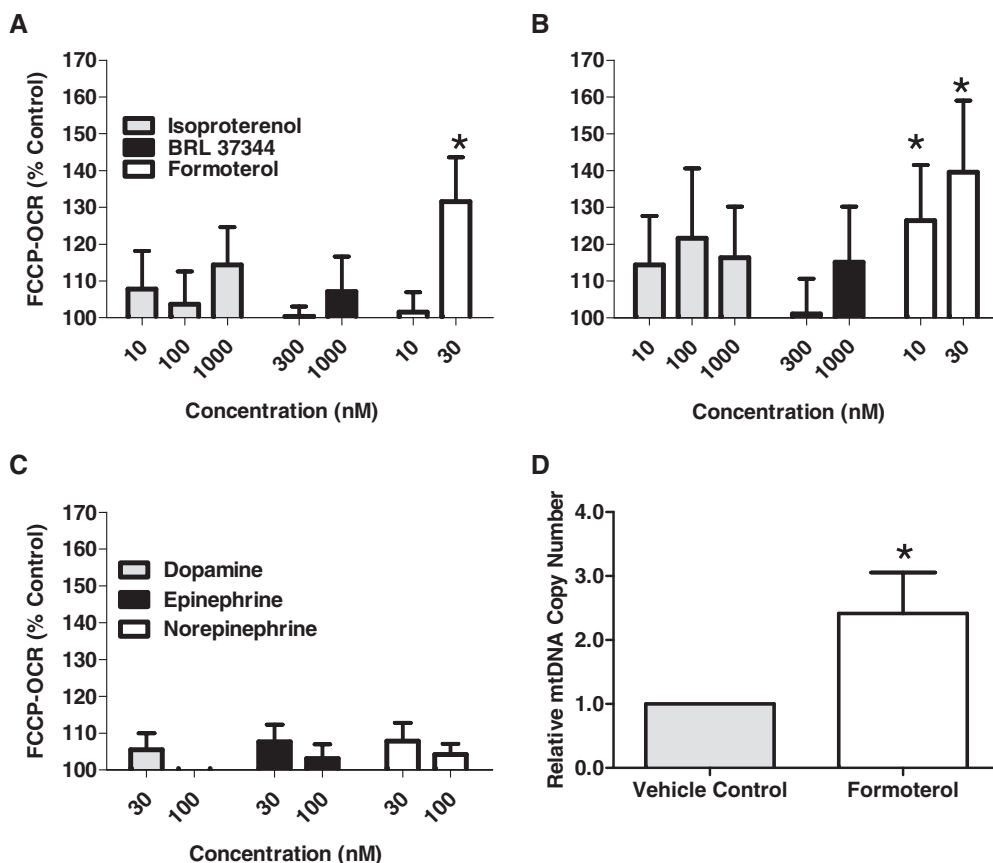 A
FCCP-OCR (% Control)
170
160
150
140
130
120
110
100
Isoproterenol
BRL 37344
Formoterol
*
10 100 1000 300 1000 10 30
Concentration (nM)
B
170
160
150
140
130
120
110
100
* *
10 100 1000 300 1000 10 30
Concentration (nM)
C
FCCP-OCR (% Control)
170
160
150
140
130
120
110
100
Dopamine
Epinephrine
Norepinephrine
30 100 30 100 30 100
Concentration (nM)
D
Relative mtDNA Copy Number
4.0
3.0
2.0
1.0
0.0
*
Vehicle Control Formoterol